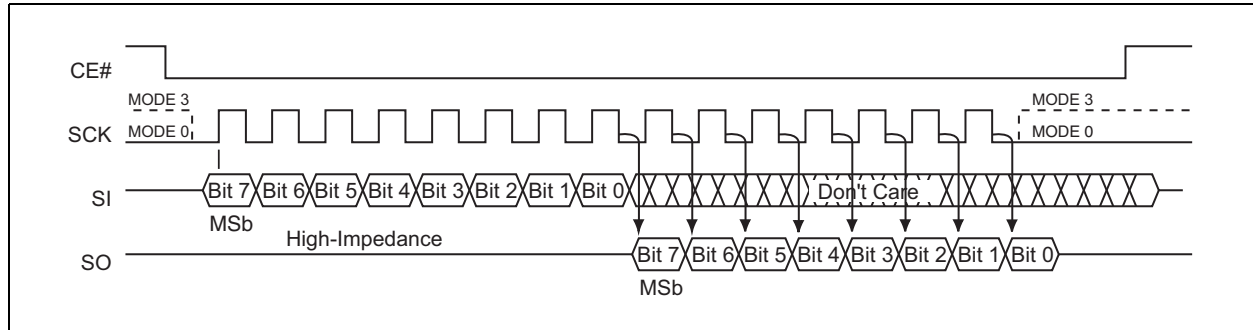 CE#
MODE 3
MODE 3
SCK
MODE 0
MODE 0
SI
Bit 7 Bit 6 Bit 5 Bit 4 Bit 3 Bit 2 Bit 1 Bit 0 Don't Care
MSb
High-Impedance
SO
Bit 7 Bit 6 Bit 5 Bit 4 Bit 3 Bit 2 Bit 1 Bit 0
MSb